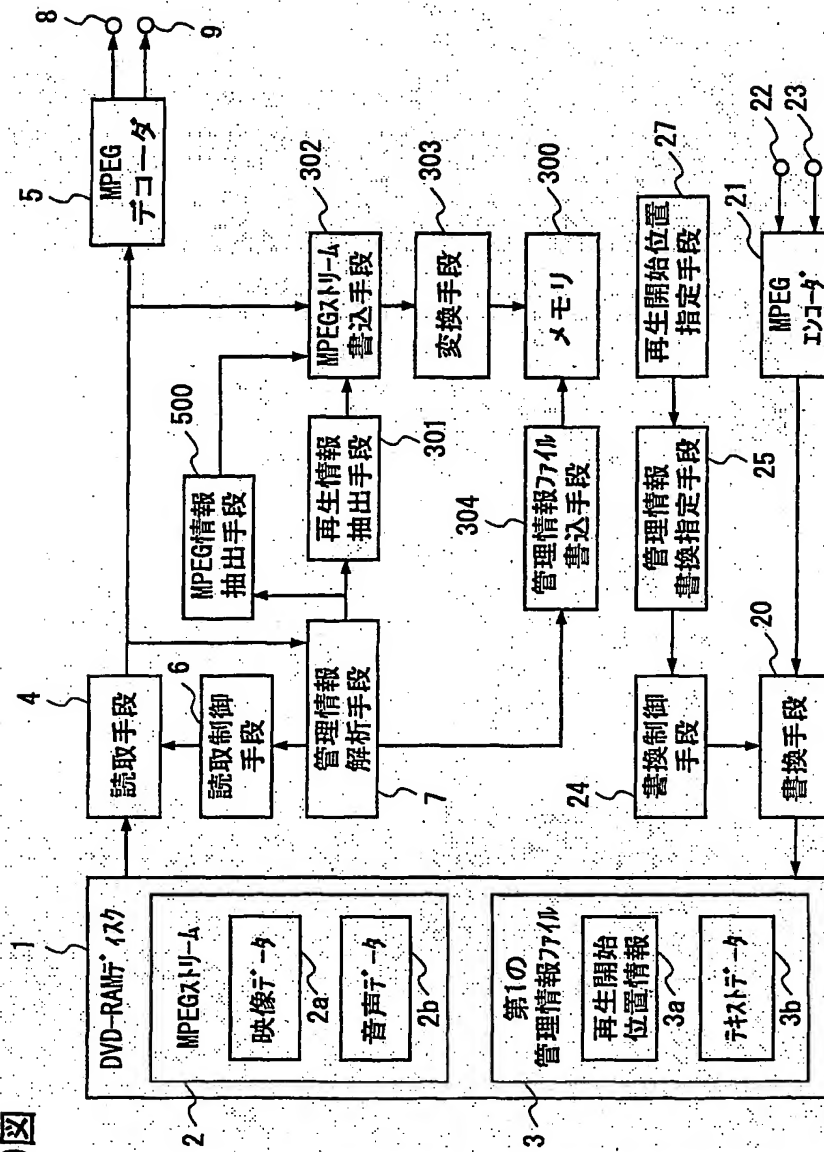 図
1
DVD-RAMディスク
2
MPEGストリーム
映像データ
2a
音声データ
2b
3
第1の
管理情報ファイル
再生開始
位置情報
3a
テキストデータ
3b
4
読取手段
6
読取制御
手段
管理情報
解析手段
7
500
MPEG情報
抽出手段
再生情報
抽出手段
301
5
MPEG
デコーダ
8
9
302
MPEGストリーム
書込手段
303
変換手段
300
メモリ
304
管理情報ファイル
書込手段
27
再生開始位置
指定手段
管理情報
書換指定手段
25
24
書換制御
手段
20
書換手段
21
MPEG
エンコーダ
22
23